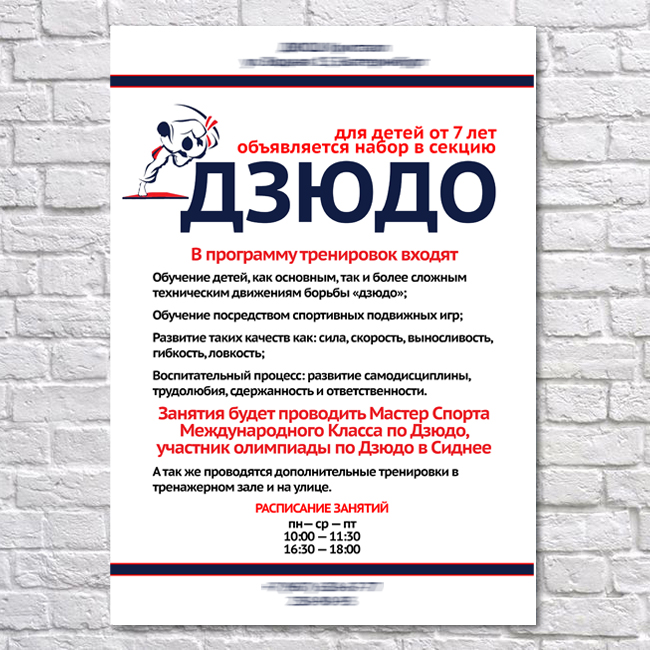 для детей от 7 лет
объявляется набор в секцию
ДЗЮДО
В программу тренировок входят
Обучение детей, как основным, так и более сложным
техническим движениям борьбы «дзюдо»;
Обучение посредством спортивных подвижных игр;
Развитие таких качеств как: сила, скорость, выносливость,
гибкость, ловкость;
Воспитательный процесс: развитие самодисциплины,
трудолюбия, сдержанность и ответственности.
Занятия будет проводить Мастер Спорта
Международного Класса по Дзюдо,
участник олимпиады по Дзюдо в Сиднее
А так же проводятся дополнительные тренировки в
тренажерном зале и на улице.
РАСПИСАНИЕ ЗАНЯТИЙ
пн— ср — пт
10:00 — 11:30
16:30 — 18:00